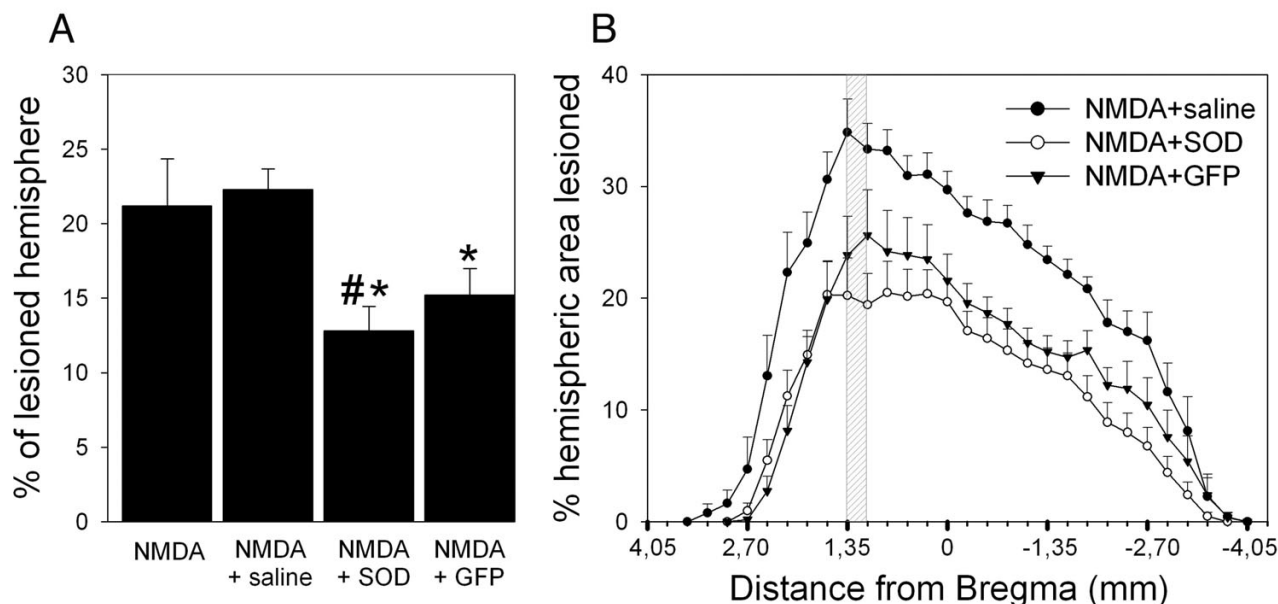 A
% of lesioned hemisphere
30
25
20
15
10
5
0
#*
*
NMDA
NMDA
+ saline
NMDA
+ SOD
NMDA
+ GFP
B
% hemispheric area lesioned
40
30
20
10
0
NMDA+saline
NMDA+SOD
NMDA+GFP
4,05
2,70
1,35
0
-1,35
-2,70
-4,05
Distance from Bregma (mm)